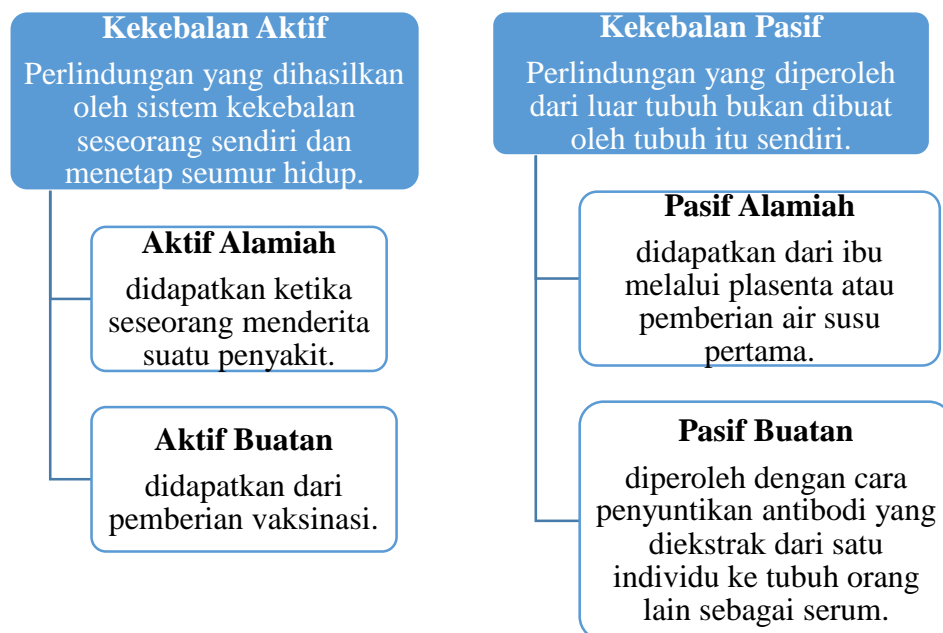 Kekebalan Aktif
Perlindungan yang dihasilkan
oleh sistem kekebalan
seseorang sendiri dan
menetap seumur hidup.
Aktif Alamiah
didapatkan ketika
seseorang menderita
suatu penyakit.
Aktif Buatan
didapatkan dari
pemberian vaksinasi.
Kekebalan Pasif
Perlindungan yang diperoleh
dari luar tubuh bukan dibuat
oleh tubuh itu sendiri.
Pasif Alamiah
didapatkan dari ibu
melalui plasenta atau
pemberian air susu
pertama.
Pasif Buatan
diperoleh dengan cara
penyuntikan antibodi yang
diekstrak dari satu
individu ke tubuh orang
lain sebagai serum.